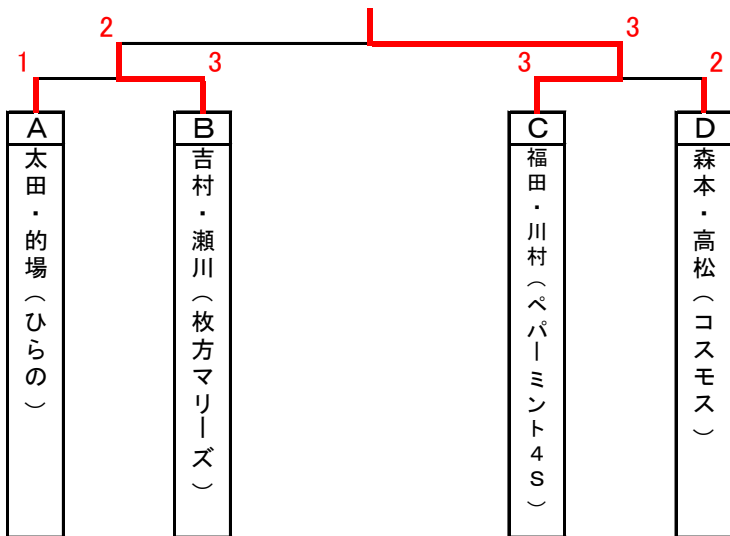 2
3
1
3
3
2
A
B
C
D
太田・的場(ひらの)
吉村・瀬川(枚方マリーズ)
福田・川村(ペパーミント4S)
森本・高松(コスモス)